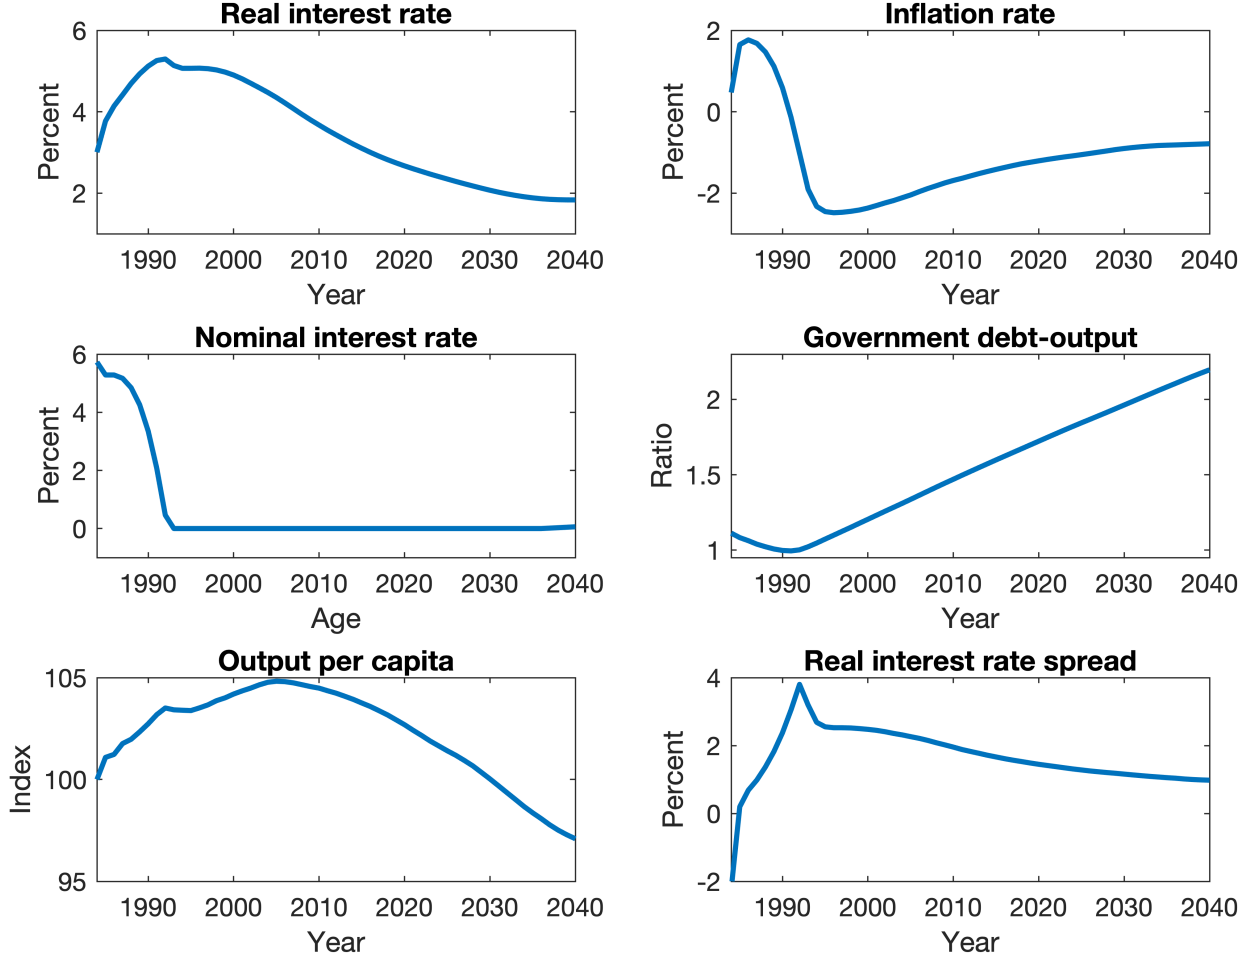 Real interest rate
6
4
2
Percent
1990 2000 2010 2020 2030 2040
Year
Inflation rate
2
0
-2
Percent
1990 2000 2010 2020 2030 2040
Year
Nominal interest rate
6
4
2
0
Percent
1990 2000 2010 2020 2030 2040
Age
Government debt-output
2
1.5
1
Ratio
1990 2000 2010 2020 2030 2040
Year
Output per capita
105
100
95
Index
1990 2000 2010 2020 2030 2040
Year
Real interest rate spread
4
2
0
-2
Percent
1990 2000 2010 2020 2030 2040
Year